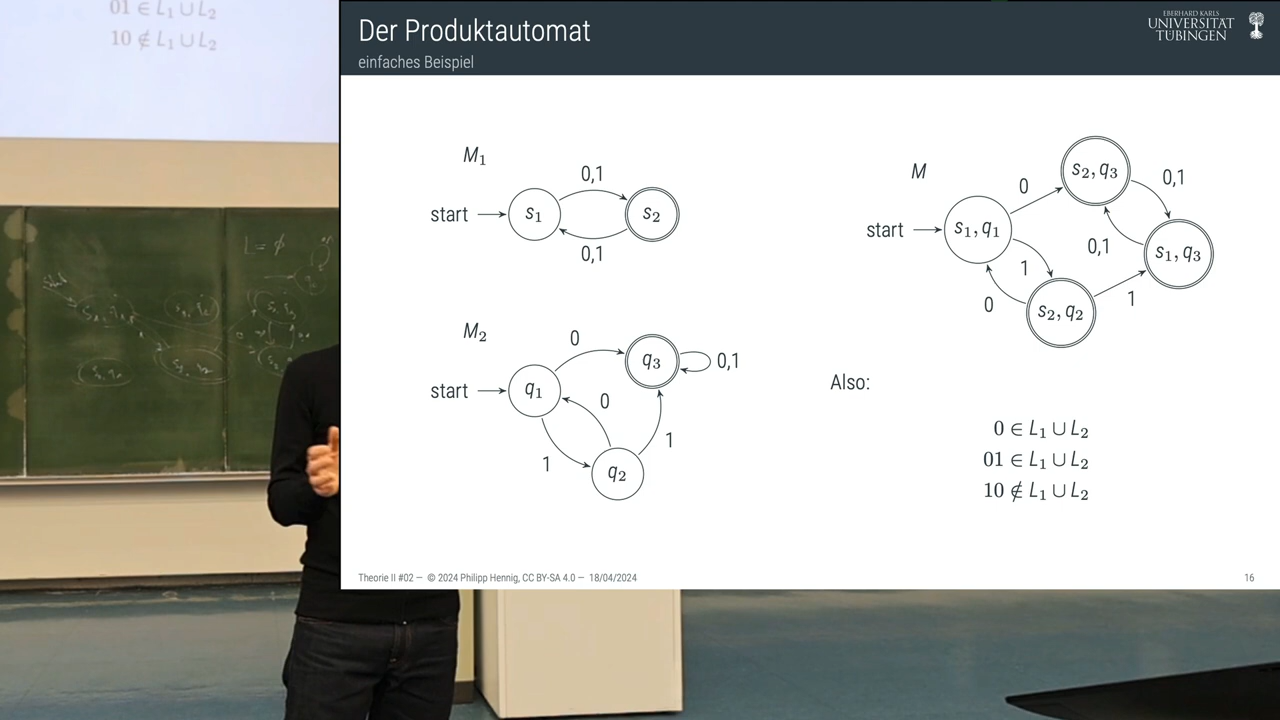 01 ∈ L₁ ∪ L₂
10 ∉ L₁ ∪ L₂
Der Produktautomat
einfaches Beispiel
EBERHARD KARLS
UNIVERSITÄT
TÜBINGEN
M₁
0,1
start
s₁
s₂
0,1
M₂
0
start
q₁
q₃
0,1
0
1
1
q₂
M
s₂, q₃
0
0,1
start
s₁, q₁
0,1
s₁, q₃
1
0
s₂, q₂
1
Also:
0 ∈ L₁ ∪ L₂
01 ∈ L₁ ∪ L₂
10 ∉ L₁ ∪ L₂
Theorie II #02 — © 2024 Philipp Hennig, CC BY-SA 4.0 — 18/04/2024
16
L = ∅